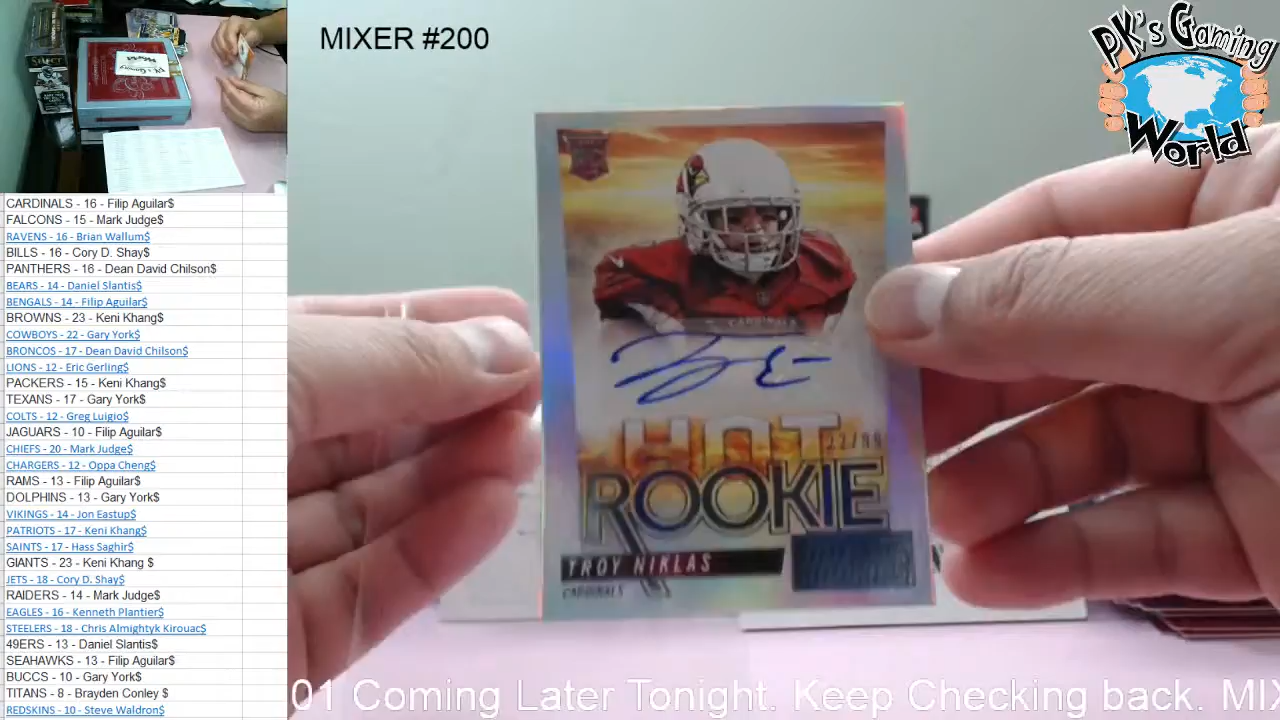 MIXER #200
PK's Gaming
World
CARDINALS - 16 - Filip Aguilar$
FALCONS - 15 - Mark Judge$
RAVENS - 16 - Brian Wallum$
BILLS - 16 - Cory D. Shay$
PANTHERS - 16 - Dean David Chilson$
BEARS - 14 - Daniel Slantis$
BENGALS - 14 - Filip Aguilar$
BROWNS - 23 - Keni Khang$
COWBOYS - 22 - Gary York$
BRONCOS - 17 - Dean David Chilson$
LIONS - 12 - Eric Gerling$
PACKERS - 15 - Keni Khang$
TEXANS - 17 - Gary York$
COLTS - 12 - Greg Luigio$
JAGUARS - 10 - Filip Aguilar$
CHIEFS - 20 - Mark Judge$
CHARGERS - 12 - Oppa Cheng$
RAMS - 13 - Filip Aguilar$
DOLPHINS - 13 - Gary York$
VIKINGS - 14 - Jon Eastup$
PATRIOTS - 17 - Keni Khang$
SAINTS - 17 - Hass Saghir$
GIANTS - 23 - Keni Khang $
JETS - 18 - Cory D. Shay$
RAIDERS - 14 - Mark Judge$
EAGLES - 16 - Kenneth Plantier$
STEELERS - 18 - Chris Almightyk Kirouac$
49ERS - 13 - Daniel Slantis$
SEAHAWKS - 13 - Filip Aguilar$
BUCCS - 10 - Gary York$
TITANS - 8 - Brayden Conley $
REDSKINS - 10 - Steve Waldron$
CARDINALS
HOT
ROOKIE
TROY NIKLAS
CARDINALS
01 Coming Later Tonight. Keep Checking back. MIX